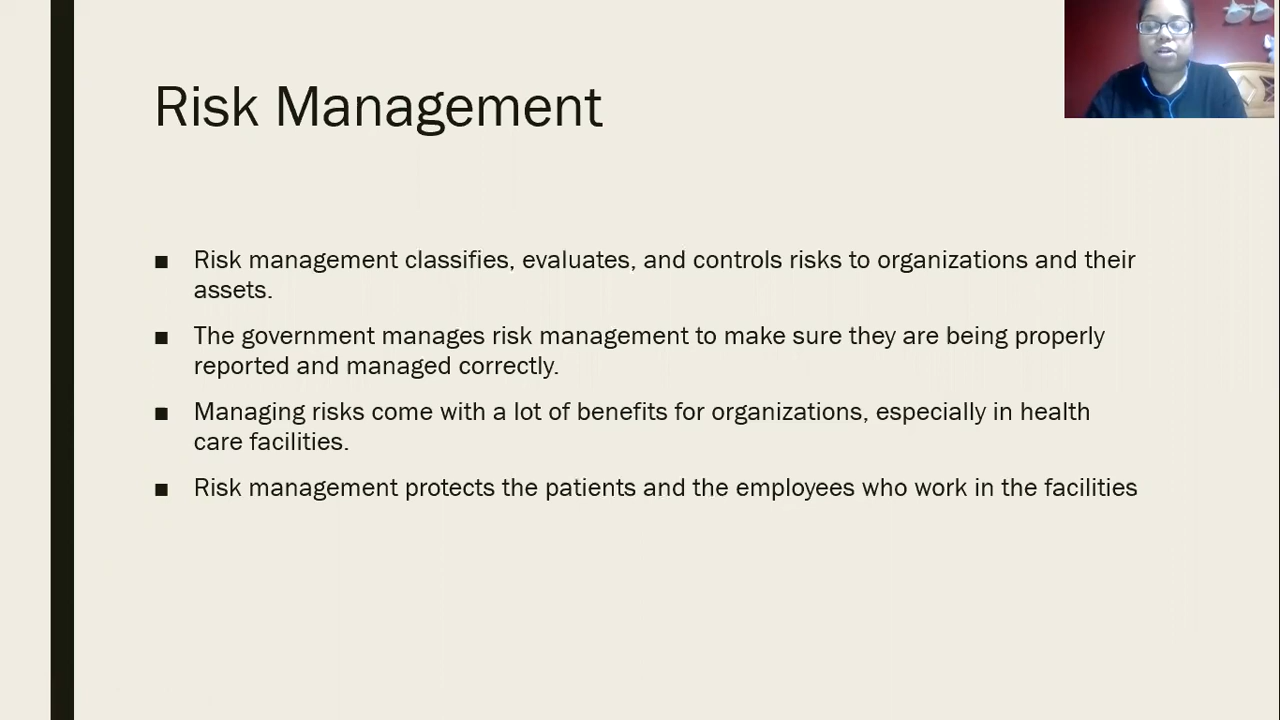 Risk Management
■ Risk management classifies, evaluates, and controls risks to organizations and their
assets.
■ The government manages risk management to make sure they are being properly
reported and managed correctly.
■ Managing risks come with a lot of benefits for organizations, especially in health
care facilities.
■ Risk management protects the patients and the employees who work in the facilities